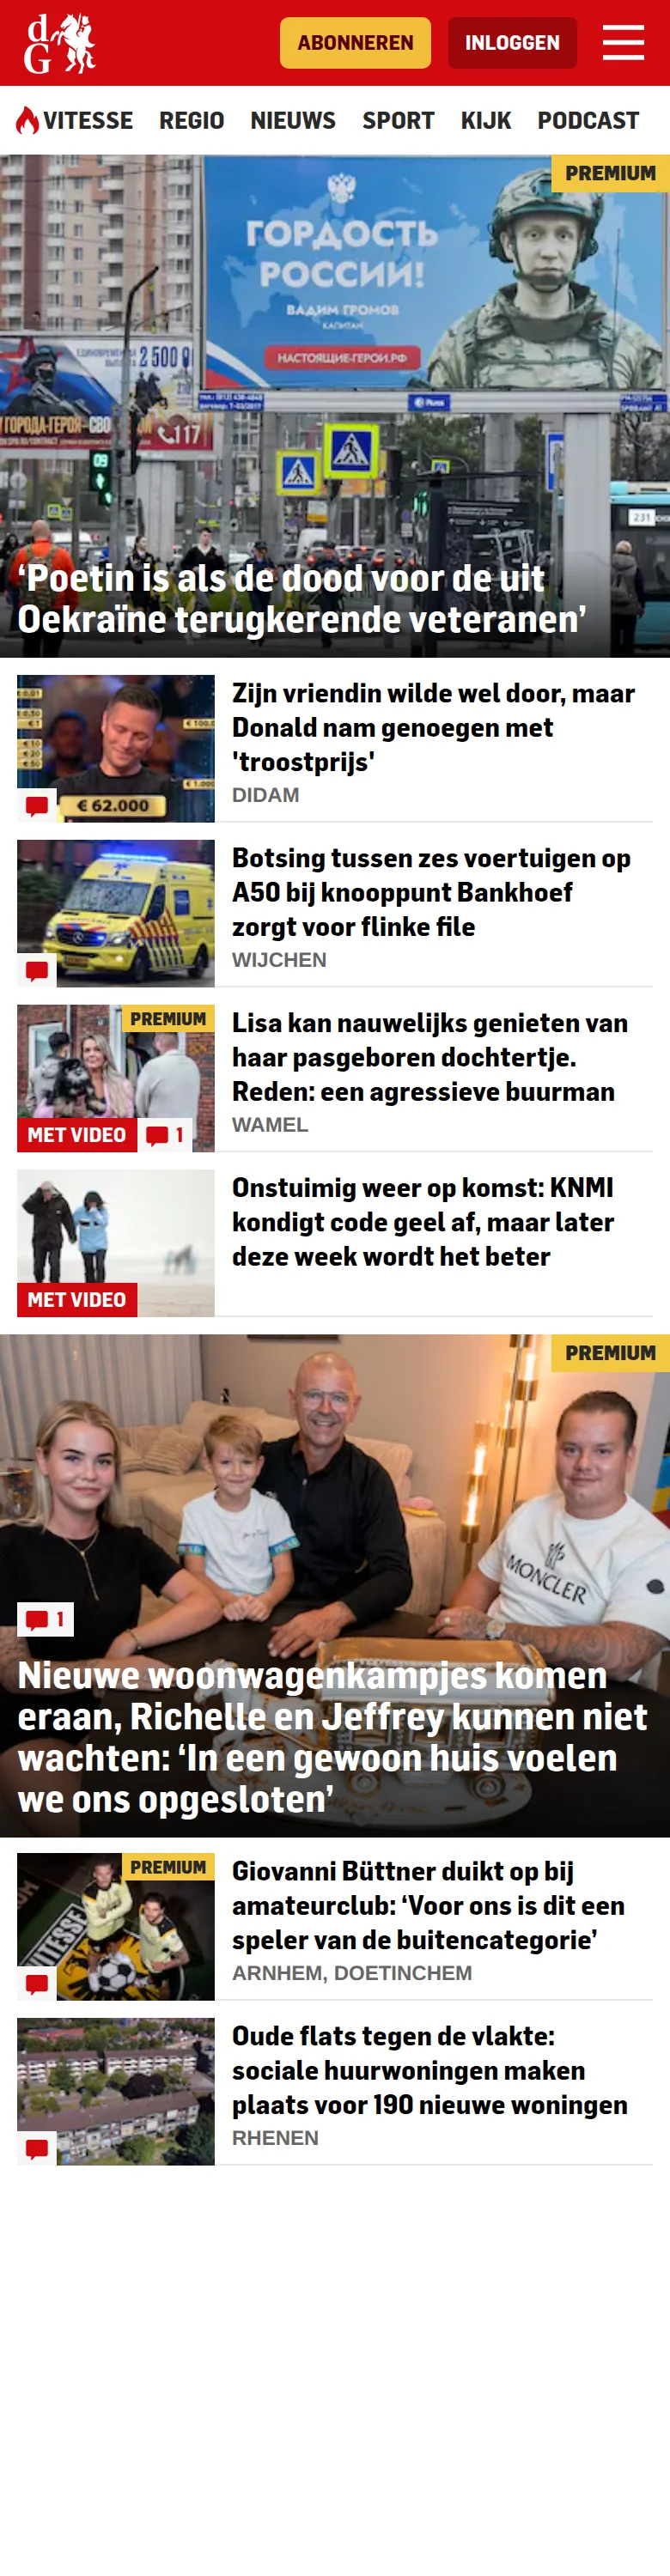 dG
ABONNEREN
INLOGGEN
VITESSE
REGIO
NIEUWS
SPORT
KIJK
PODCAST
PREMIUM
ГОРДОСТЬ
РОССИИ!
ВАДИМ ГРОМОВ
КАПИТАН
НАСТОЯЩИЕ-ГЕРОИ.РФ
2 500 0
ГОРОДА-ГЕРОЯ
СВО
117
03
231
‘Poetin is als de dood voor de uit
Oekraïne terugkerende veteranen’
€ 62.000
Zijn vriendin wilde wel door, maar
Donald nam genoegen met
'troostprijs'
DIDAM
Botsing tussen zes voertuigen op
A50 bij knooppunt Bankhoef
zorgt voor flinke file
WIJCHEN
PREMIUM
MET VIDEO
1
Lisa kan nauwelijks genieten van
haar pasgeboren dochtertje.
Reden: een agressieve buurman
WAMEL
MET VIDEO
Onstuimig weer op komst: KNMI
kondigt code geel af, maar later
deze week wordt het beter
PREMIUM
MONCLER
1
Nieuwe woonwagenkampjes komen
eraan, Richelle en Jeffrey kunnen niet
wachten: ‘In een gewoon huis voelen
we ons opgesloten’
PREMIUM
Giovanni Büttner duikt op bij
amateurclub: ‘Voor ons is dit een
speler van de buitencategorie’
ARNHEM, DOETINCHEM
Oude flats tegen de vlakte:
sociale huurwoningen maken
plaats voor 190 nieuwe woningen
RHENEN